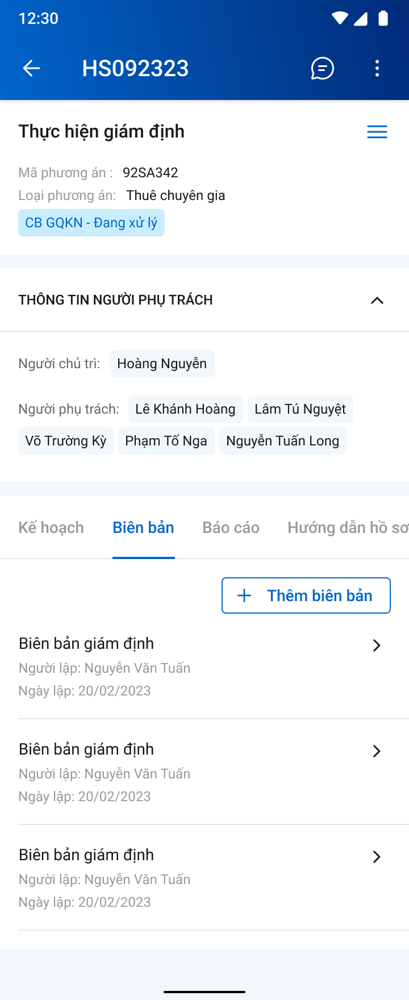 12:30
HS092323
Thực hiện giám định
Mã phương án : 92SA342
Loại phương án: Thuê chuyên gia
CB GQKN - Đang xử lý
THÔNG TIN NGƯỜI PHỤ TRÁCH
Người chủ trì: Hoàng Nguyễn
Người phụ trách: Lê Khánh Hoàng Lâm Tú Nguyệt
Võ Trường Kỳ Phạm Tố Nga Nguyễn Tuấn Long
Kế hoạch Biên bản Báo cáo Hướng dẫn hồ sơ
Thêm biên bản
Biên bản giám định
Người lập: Nguyễn Văn Tuấn
Ngày lập: 20/02/2023
Biên bản giám định
Người lập: Nguyễn Văn Tuấn
Ngày lập: 20/02/2023
Biên bản giám định
Người lập: Nguyễn Văn Tuấn
Ngày lập: 20/02/2023